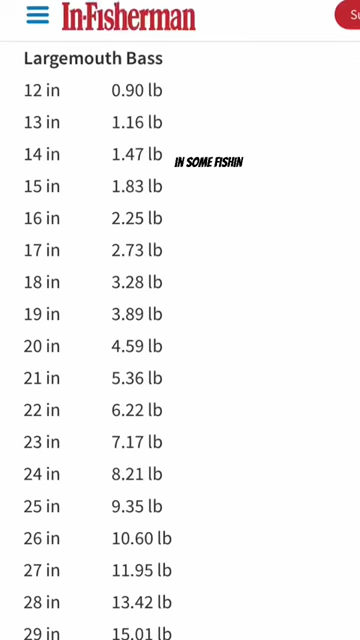 In-Fisherman
Su
Largemouth Bass
12 in 0.90 lb
13 in 1.16 lb
14 in 1.47 lb
IN SOME FISHIN
15 in 1.83 lb
16 in 2.25 lb
17 in 2.73 lb
18 in 3.28 lb
19 in 3.89 lb
20 in 4.59 lb
21 in 5.36 lb
22 in 6.22 lb
23 in 7.17 lb
24 in 8.21 lb
25 in 9.35 lb
26 in 10.60 lb
27 in 11.95 lb
28 in 13.42 lb
29 in 15.01 lb